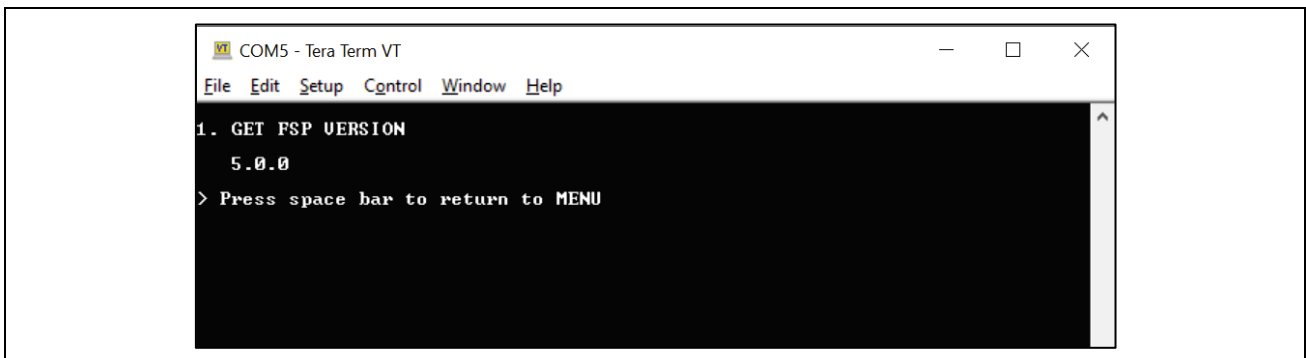 COM5 - Tera Term VT
File Edit Setup Control Window Help
1. GET FSP VERSION
5.0.0
> Press space bar to return to MENU